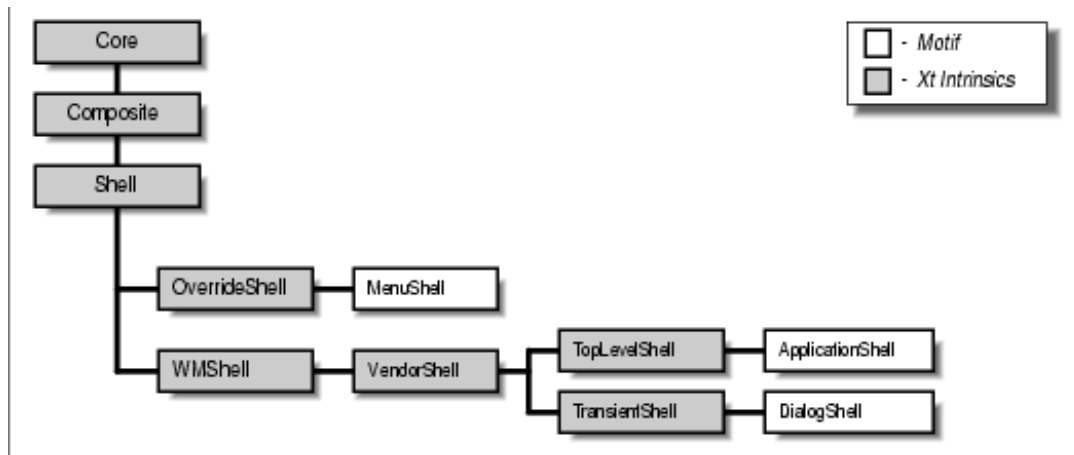 Core
- Motif
- Xt Intrinsics
Composite
Shell
OverrideShell
MenuShell
TopLevelShell
ApplicationShell
WMShell
VendorShell
TransientShell
DialogShell